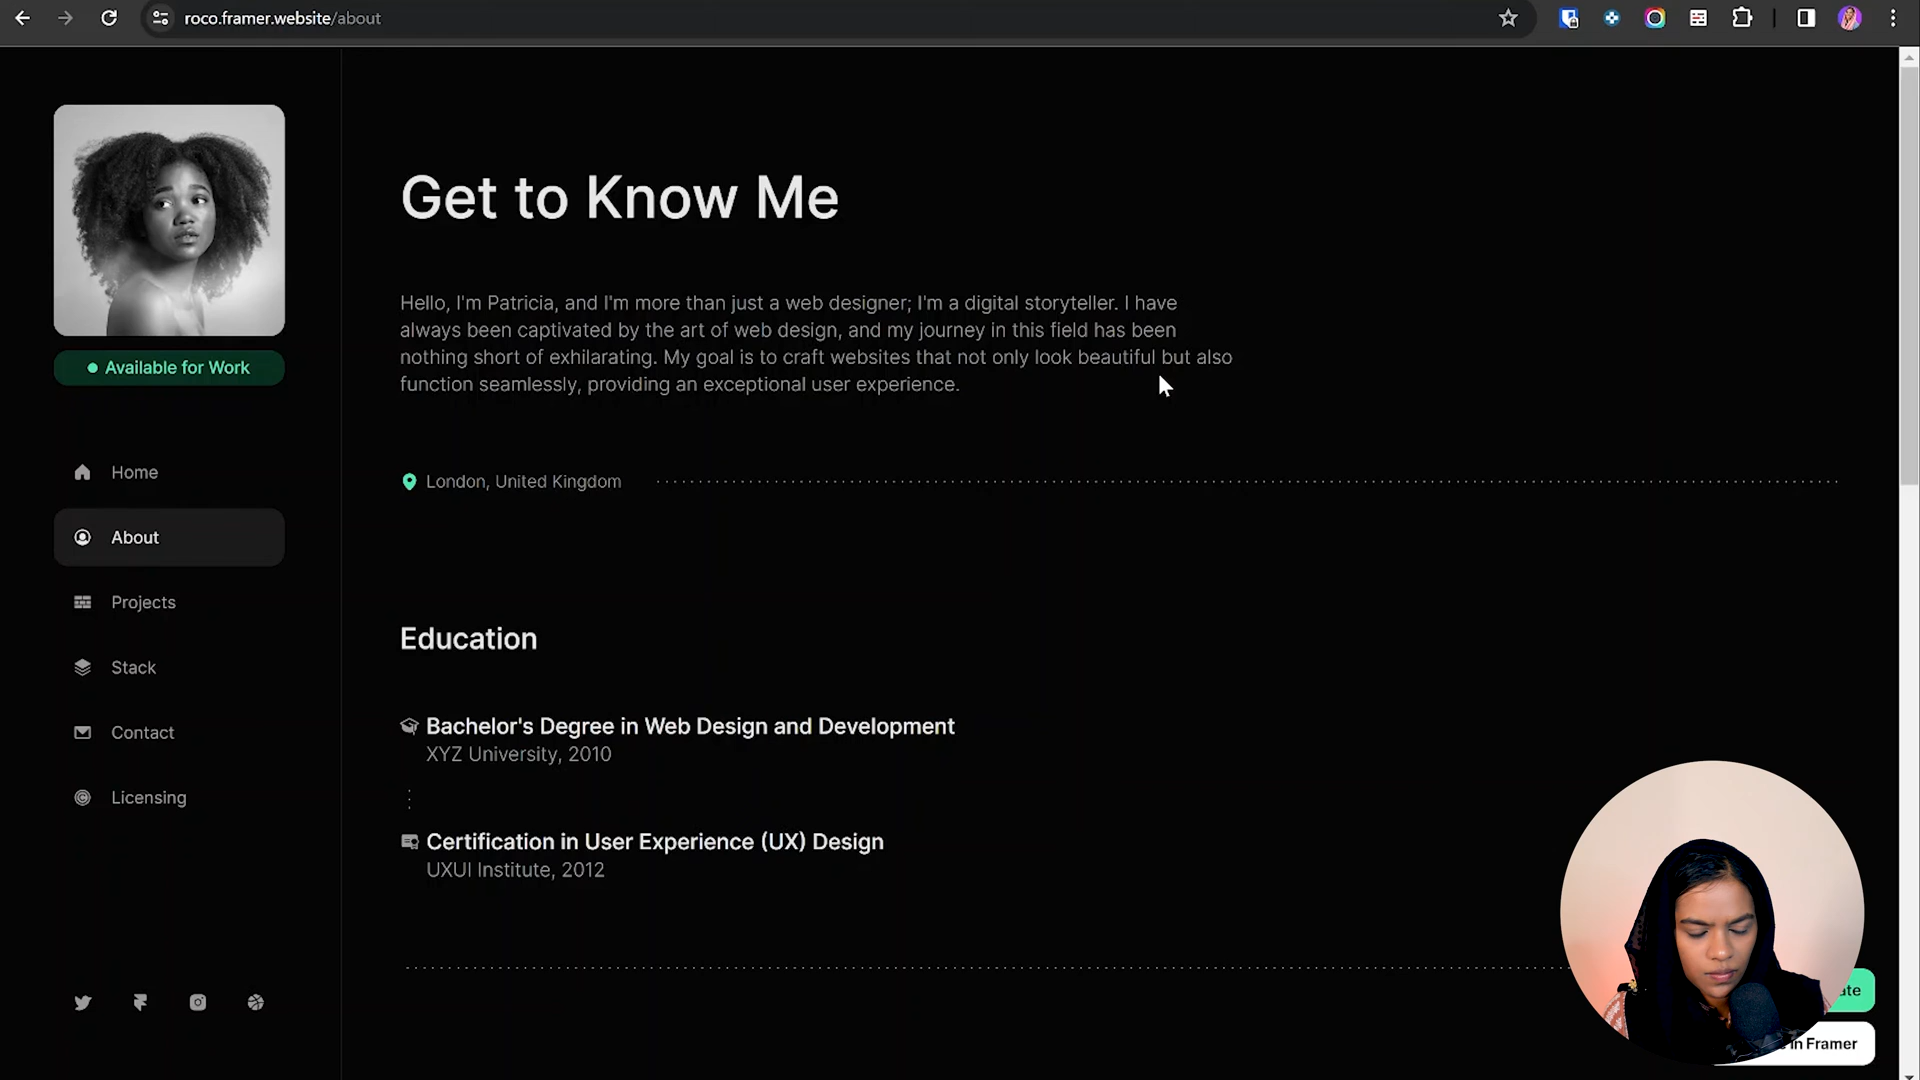 roco.framer.website/about
Get to Know Me
Hello, I'm Patricia, and I'm more than just a web designer; I'm a digital storyteller. I have
always been captivated by the art of web design, and my journey in this field has been
nothing short of exhilarating. My goal is to craft websites that not only look beautiful but also
function seamlessly, providing an exceptional user experience.
Available for Work
London, United Kingdom
Home
About
Projects
Stack
Contact
Licensing
Education
Bachelor's Degree in Web Design and Development
XYZ University, 2010
Certification in User Experience (UX) Design
UXUI Institute, 2012
in Framer